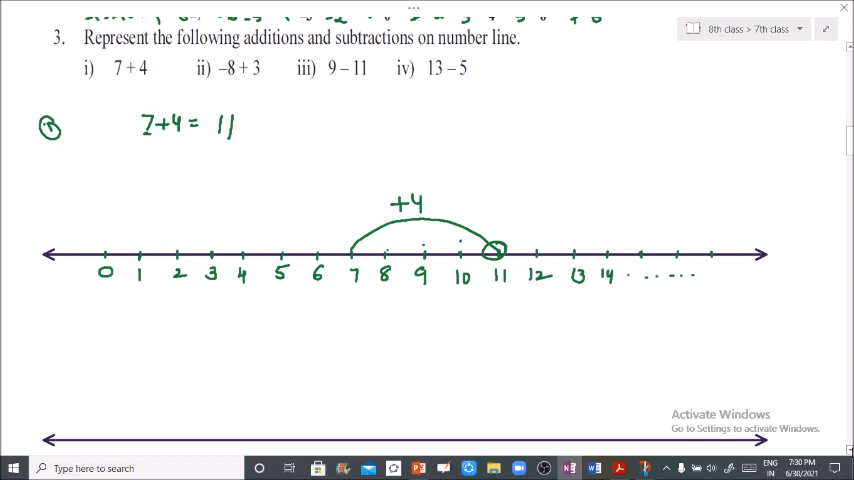 8th class > 7th class
3. Represent the following additions and subtractions on number line.
i) 7 + 4 ii) –8 + 3 iii) 9 – 11 iv) 13 – 5
7+4 = 11
+4
0 1 2 3 4 5 6 7 8 9 10 11 12 13 14 . . . . . . .
Activate Windows
Go to Settings to activate Windows.
Type here to search
ENG
IN
7:30 PM
6/30/2021